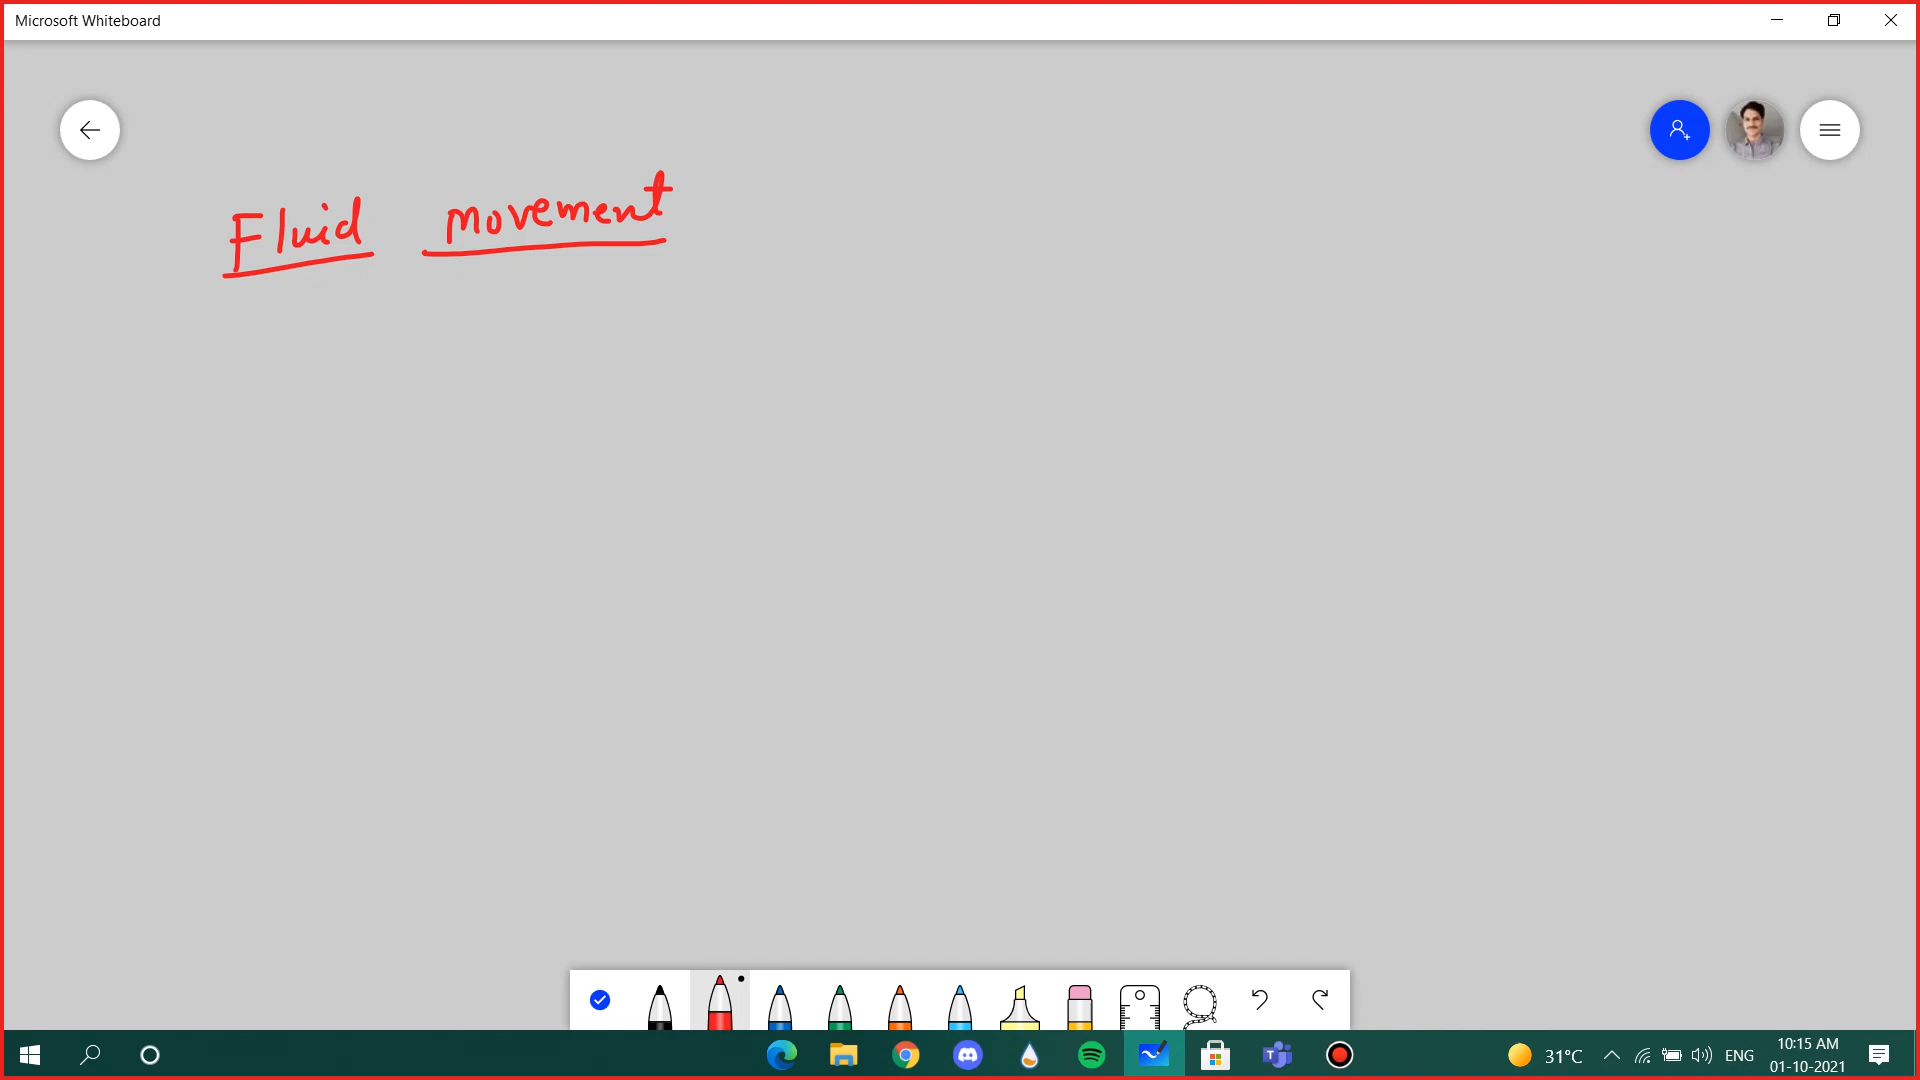 Microsoft Whiteboard
Fluid movement
31°C
ENG
10:15 AM
01-10-2021